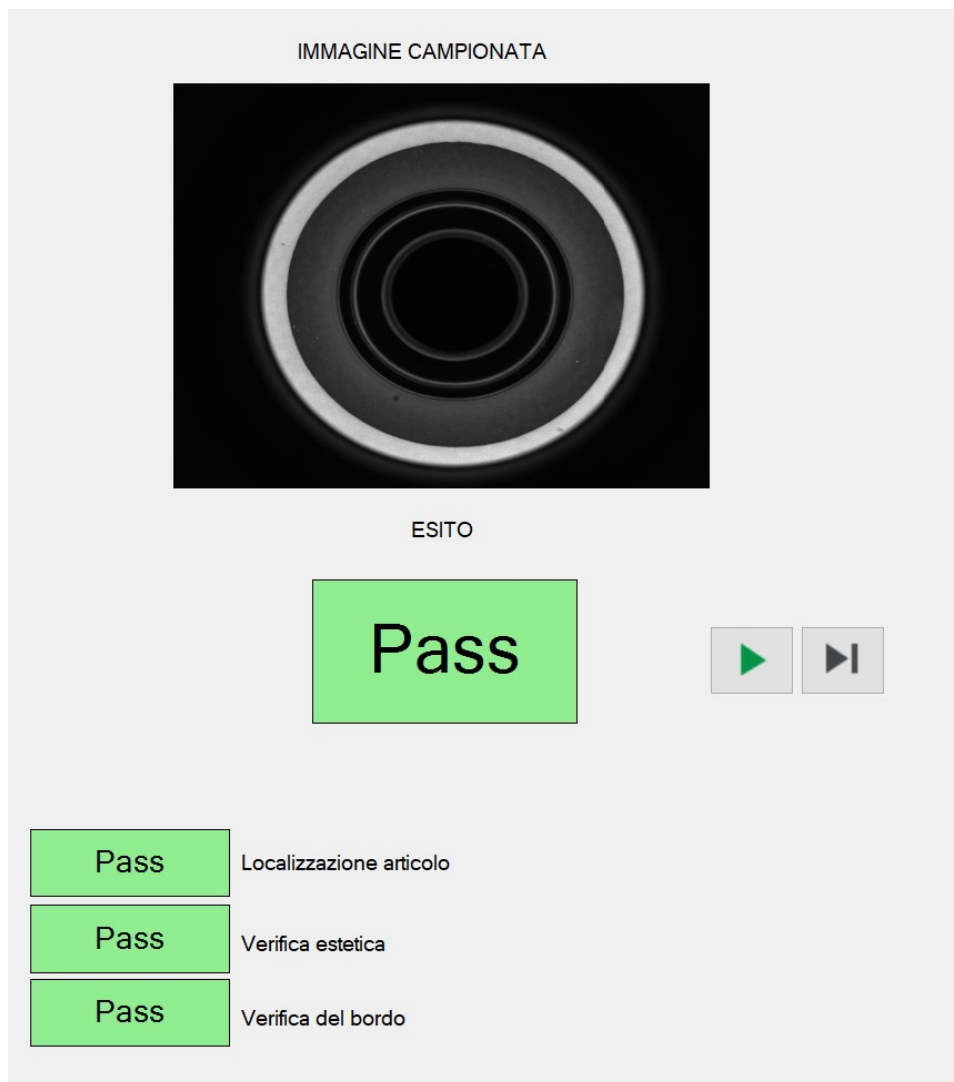 IMMAGINE CAMPIONATA
ESITO
Pass
Pass Localizzazione articolo
Pass Verifica estetica
Pass Verifica del bordo